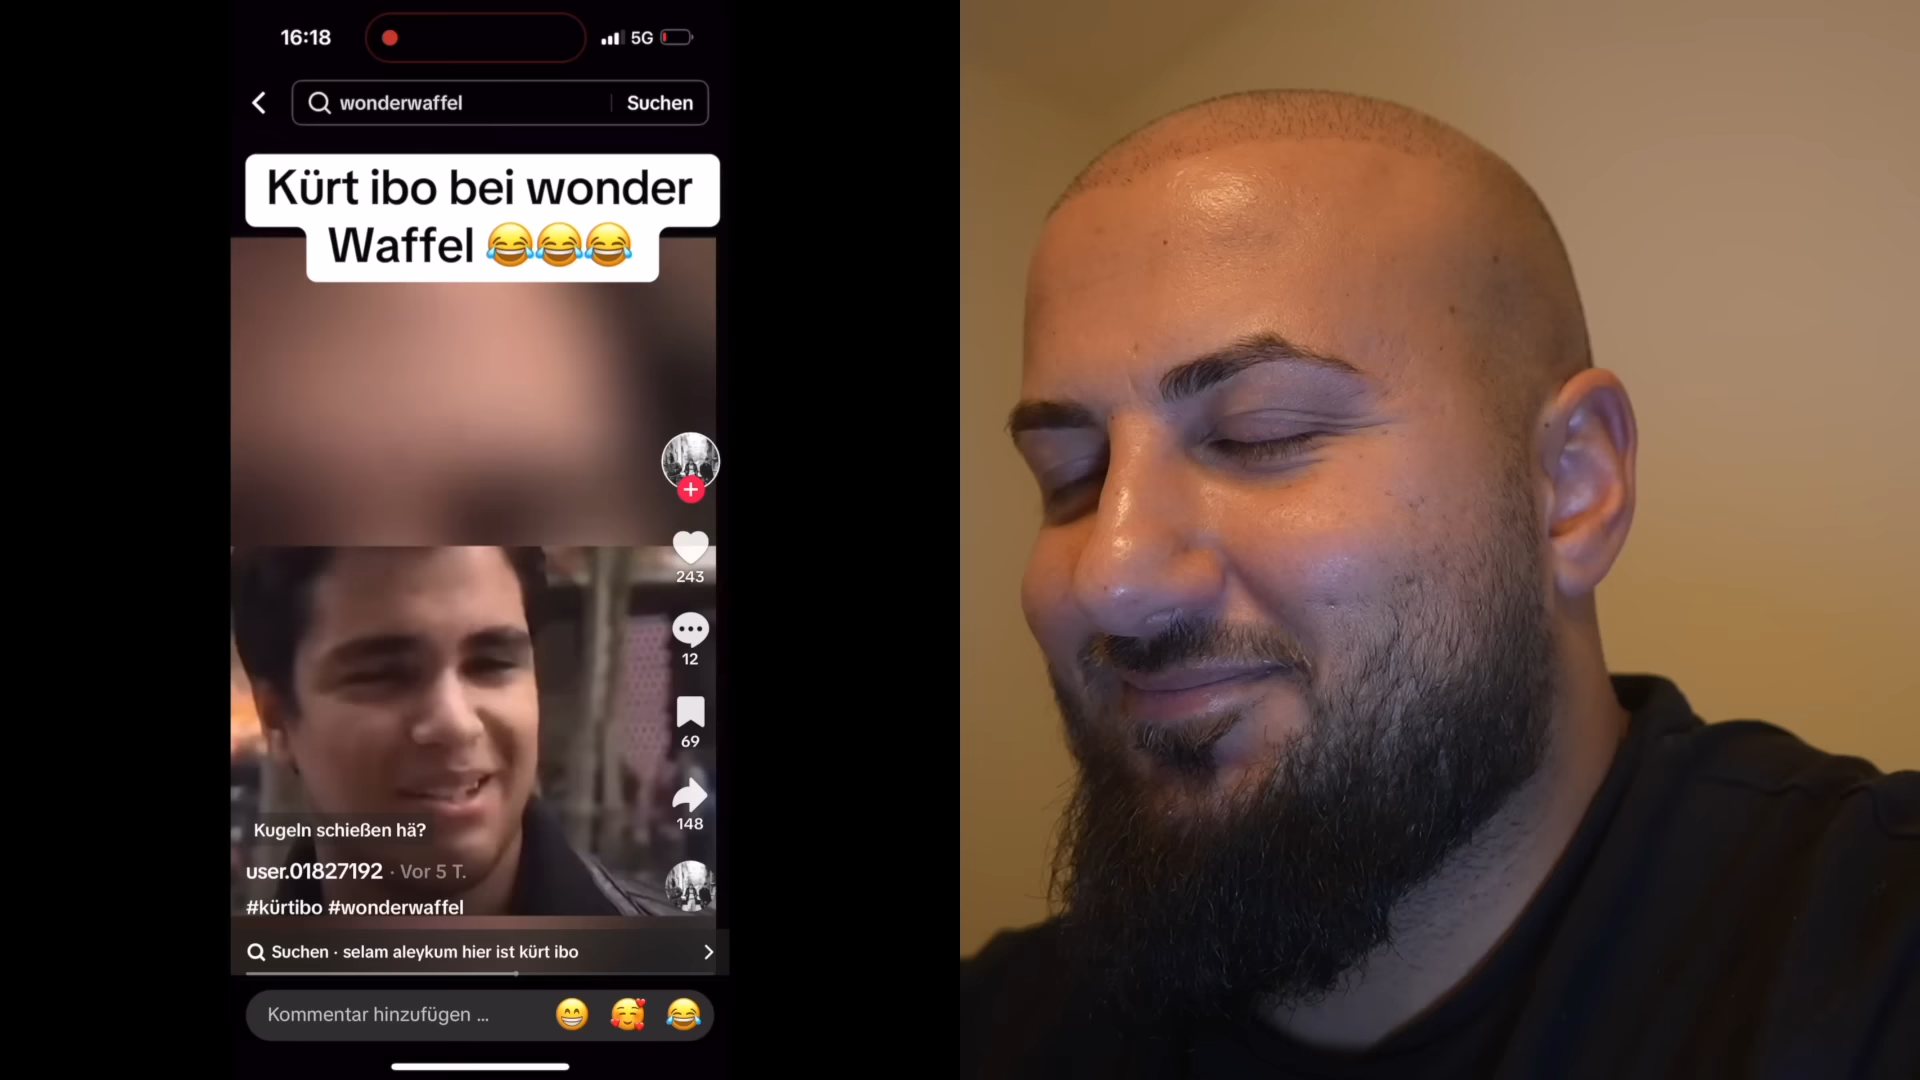 16:18
5G
wonderwaffel
Suchen
Kürt ibo bei wonder
Waffel 😂😂😂
243
12
69
148
Kugeln schießen hä?
user.01827192 · Vor 5 T.
#kürtibo #wonderwaffel
Suchen · selam aleykum hier ist kürt ibo
Kommentar hinzufügen ... 😁🥰😂